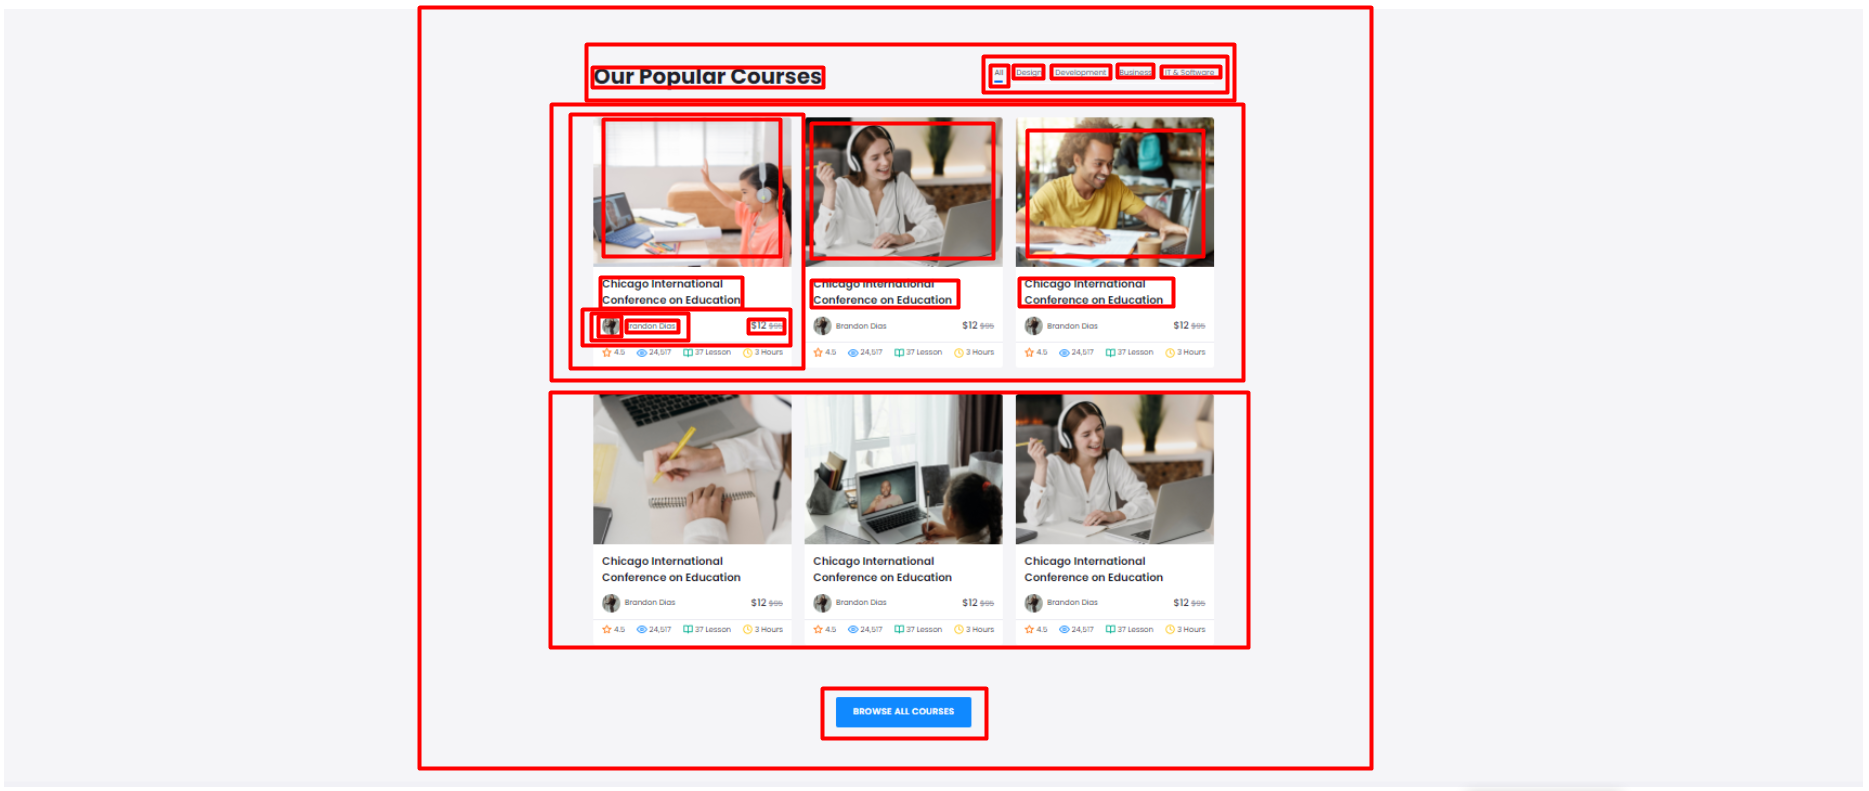 Our Popular Courses
All Design Development Business IT & Software
Chicago International
Conference on Education
Brandon Dias $12 $95
4.5 24,517 37 Lesson 3 Hours
Chicago International
Conference on Education
Brandon Dias $12 $95
4.5 24,517 37 Lesson 3 Hours
Chicago International
Conference on Education
Brandon Dias $12 $95
4.5 24,517 37 Lesson 3 Hours
Chicago International
Conference on Education
Brandon Dias $12 $95
4.5 24,517 37 Lesson 3 Hours
Chicago International
Conference on Education
Brandon Dias $12 $95
4.5 24,517 37 Lesson 3 Hours
Chicago International
Conference on Education
Brandon Dias $12 $95
4.5 24,517 37 Lesson 3 Hours
BROWSE ALL COURSES